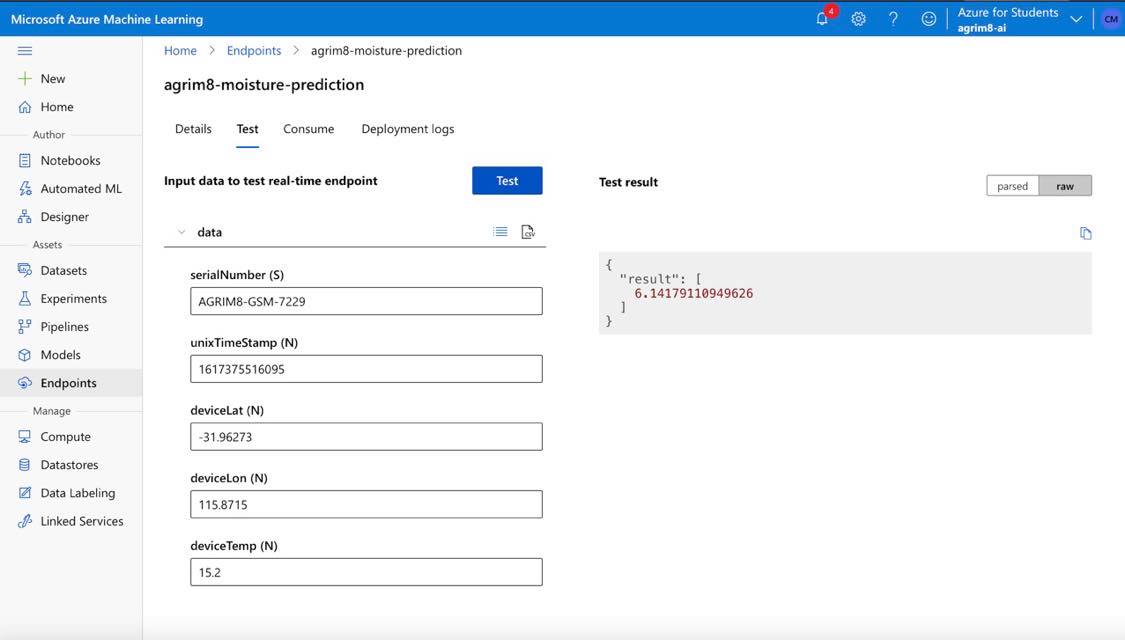 Microsoft Azure Machine Learning
4
Azure for Students
agrim8-ai
CM
New
Home
Author
Notebooks
Automated ML
Designer
Assets
Datasets
Experiments
Pipelines
Models
Endpoints
Manage
Compute
Datastores
Data Labeling
Linked Services
Home > Endpoints > agrim8-moisture-prediction
agrim8-moisture-prediction
Details Test Consume Deployment logs
Input data to test real-time endpoint
Test
data
CSV
serialNumber (S)
AGRIM8-GSM-7229
unixTimeStamp (N)
1617375516095
deviceLat (N)
-31.96273
deviceLon (N)
115.8715
deviceTemp (N)
15.2
Test result
parsed raw
{
"result": [
6.14179110949626
]
}